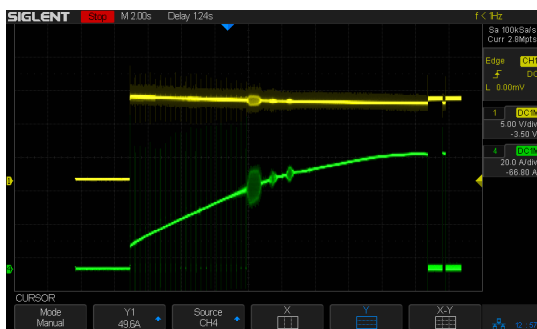 SIGLENT Stop M 2.00s Delay 1.24s f < 1Hz
Sa 100kSa/s
Curr 2.8Mpts
Edge CH1
DC
L 0.00mV
1 DC1M
5.00 V/div
-3.50 V
4 DC1M
20.0 A/div
-66.80 A
CURSOR
Mode Y1 Source X Y X-Y
Manual 49.6A CH4
12:57